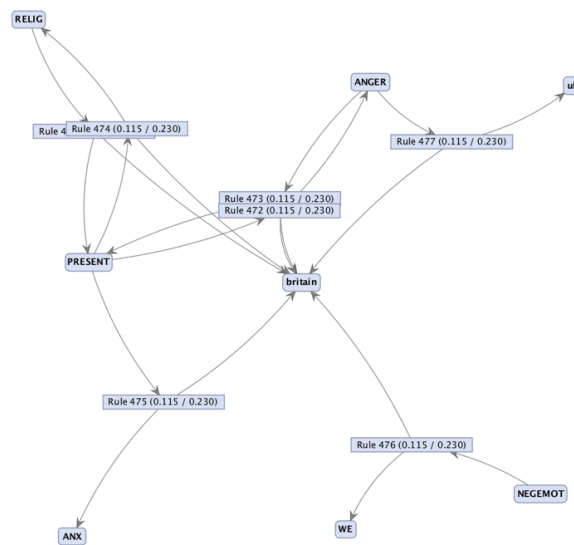 RELIG
ANGER
Rule 474 (0.115 / 0.230)
Rule 477 (0.115 / 0.230)
Rule 473 (0.115 / 0.230)
Rule 472 (0.115 / 0.230)
PRESENT
britain
Rule 475 (0.115 / 0.230)
Rule 476 (0.115 / 0.230)
NEGEMOT
WE
ANX